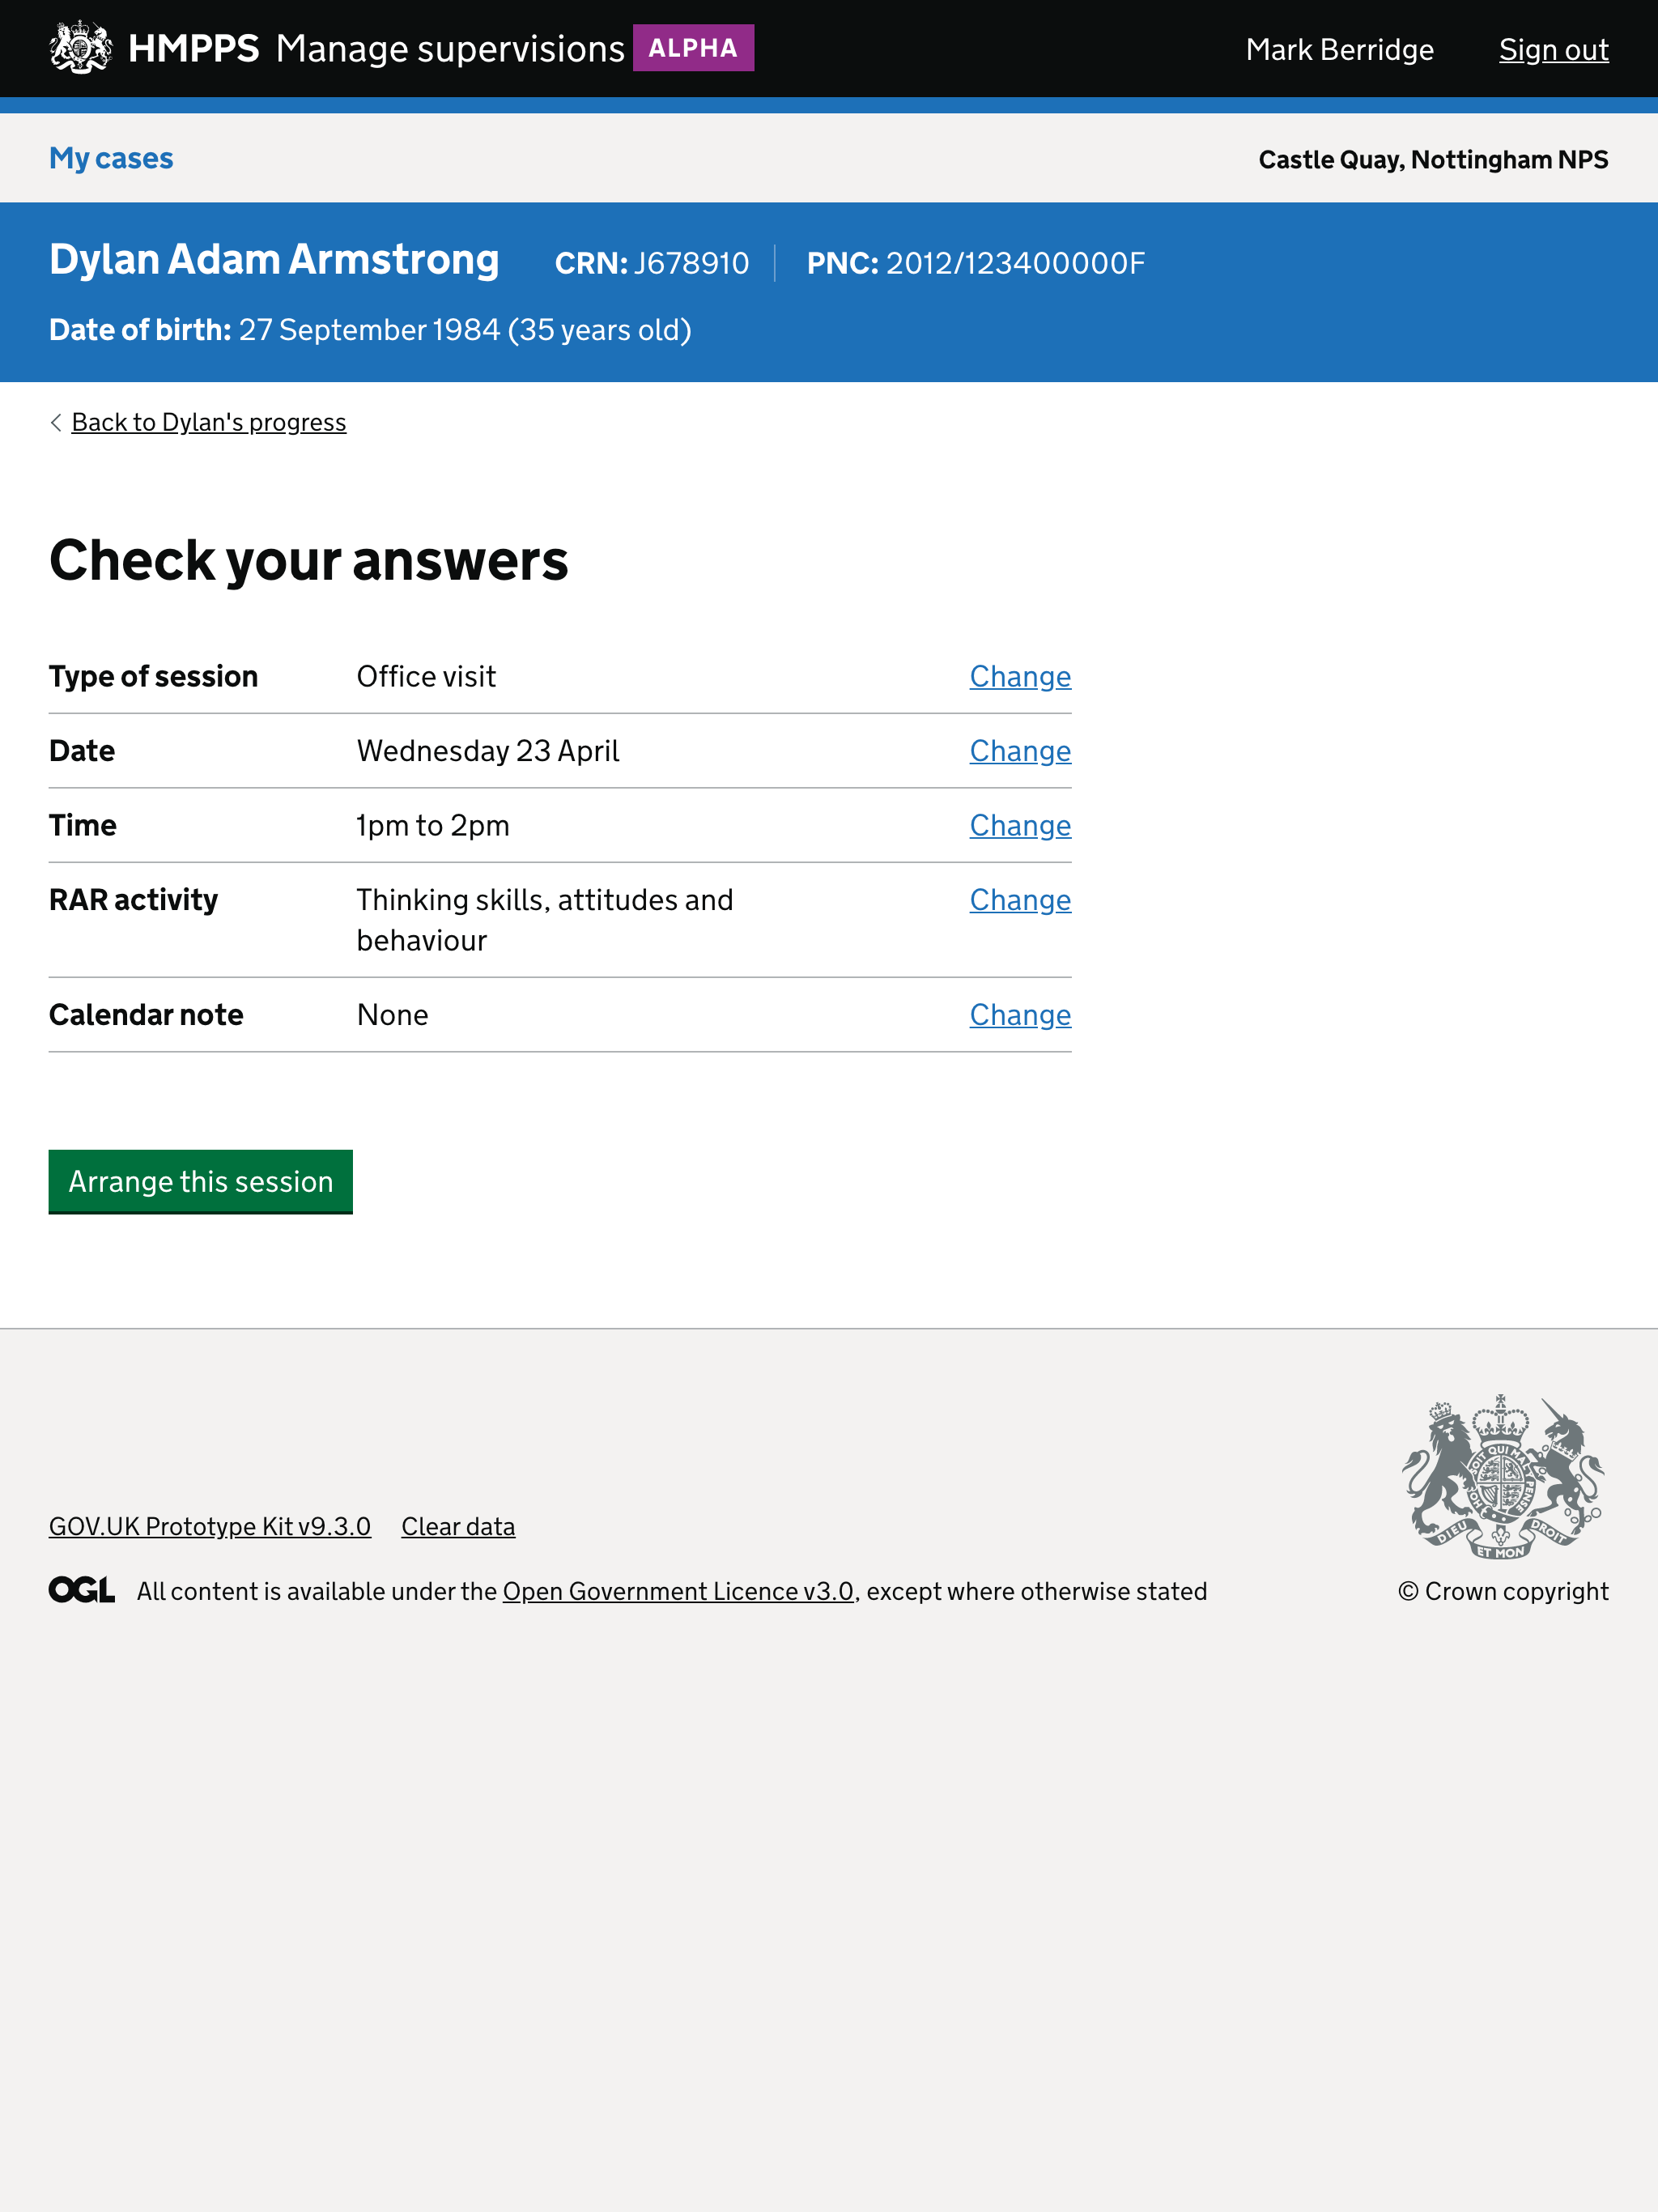 HMPPS Manage supervisions ALPHA Mark Berridge Sign out
My cases Castle Quay, Nottingham NPS
Dylan Adam Armstrong CRN: J678910 PNC: 2012/123400000F
Date of birth: 27 September 1984 (35 years old)
Back to Dylan's progress
Check your answers
Type of session Office visit Change
Date Wednesday 23 April Change
Time 1pm to 2pm Change
RAR activity Thinking skills, attitudes and Change
behaviour
Calendar note None Change
Arrange this session
GOV.UK Prototype Kit v9.3.0 Clear data
DIEU ET MON DROIT
OGL All content is available under the Open Government Licence v3.0, except where otherwise stated © Crown copyright